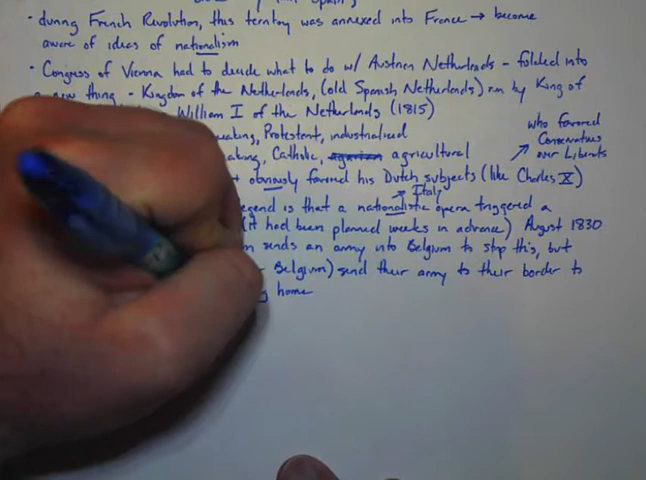 • during French Revolution, this territory was annexed into France → become
aware of ideas of nationalism
• Congress of Vienna had to decide what to do w/ Austrian Netherlands - folded into
a new thing - Kingdom of the Netherlands, (old Spanish Netherlands) run by King of
William I of the Netherlands (1815)
Protestant, industrialized
who favored
Conservatives
over Liberals
Catholic, agricultural
obviously favored his Dutch subjects (like Charles X)
Italy
legend is that a nationalistic opera triggered a
(it had been planned weeks in advance) August 1830
sends an army into Belgium to stop this, but
Belgium) send their army to their border to
home